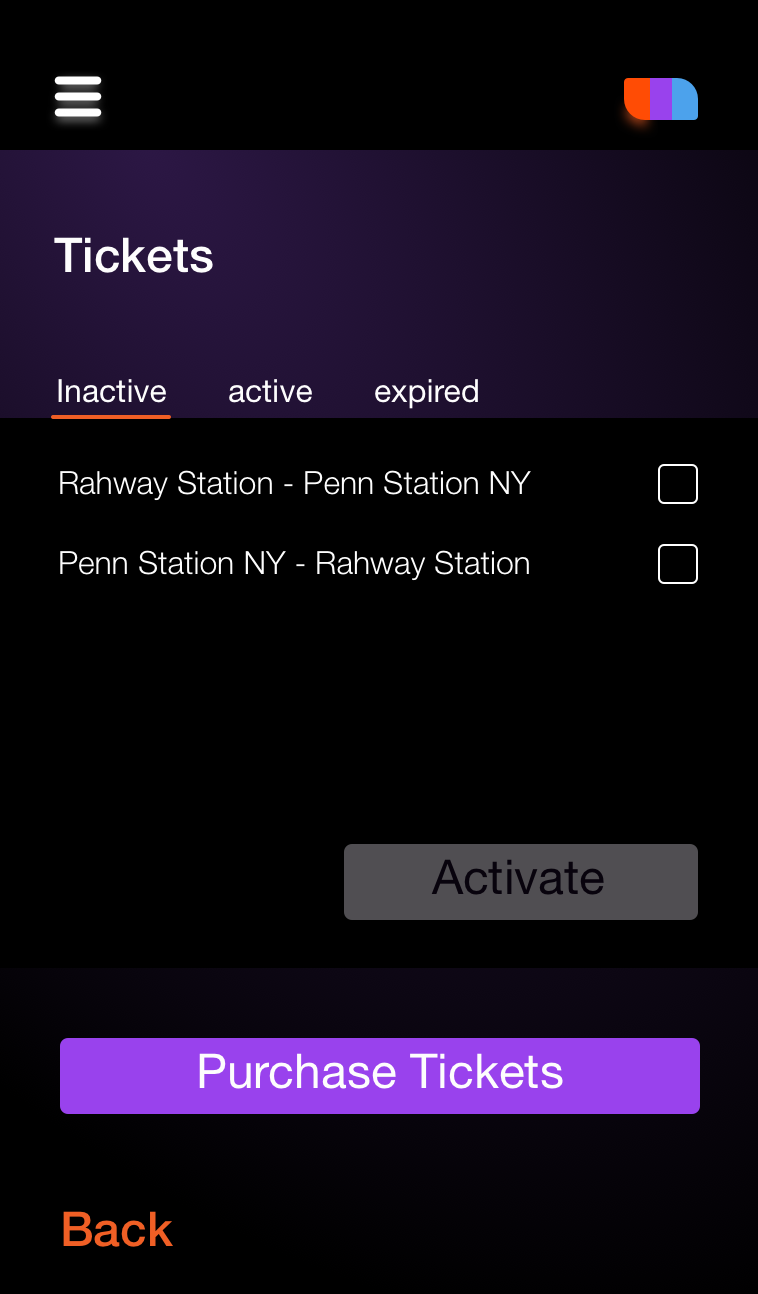 Tickets
Inactive active expired
Rahway Station - Penn Station NY
Penn Station NY - Rahway Station
Activate
Purchase Tickets
Back